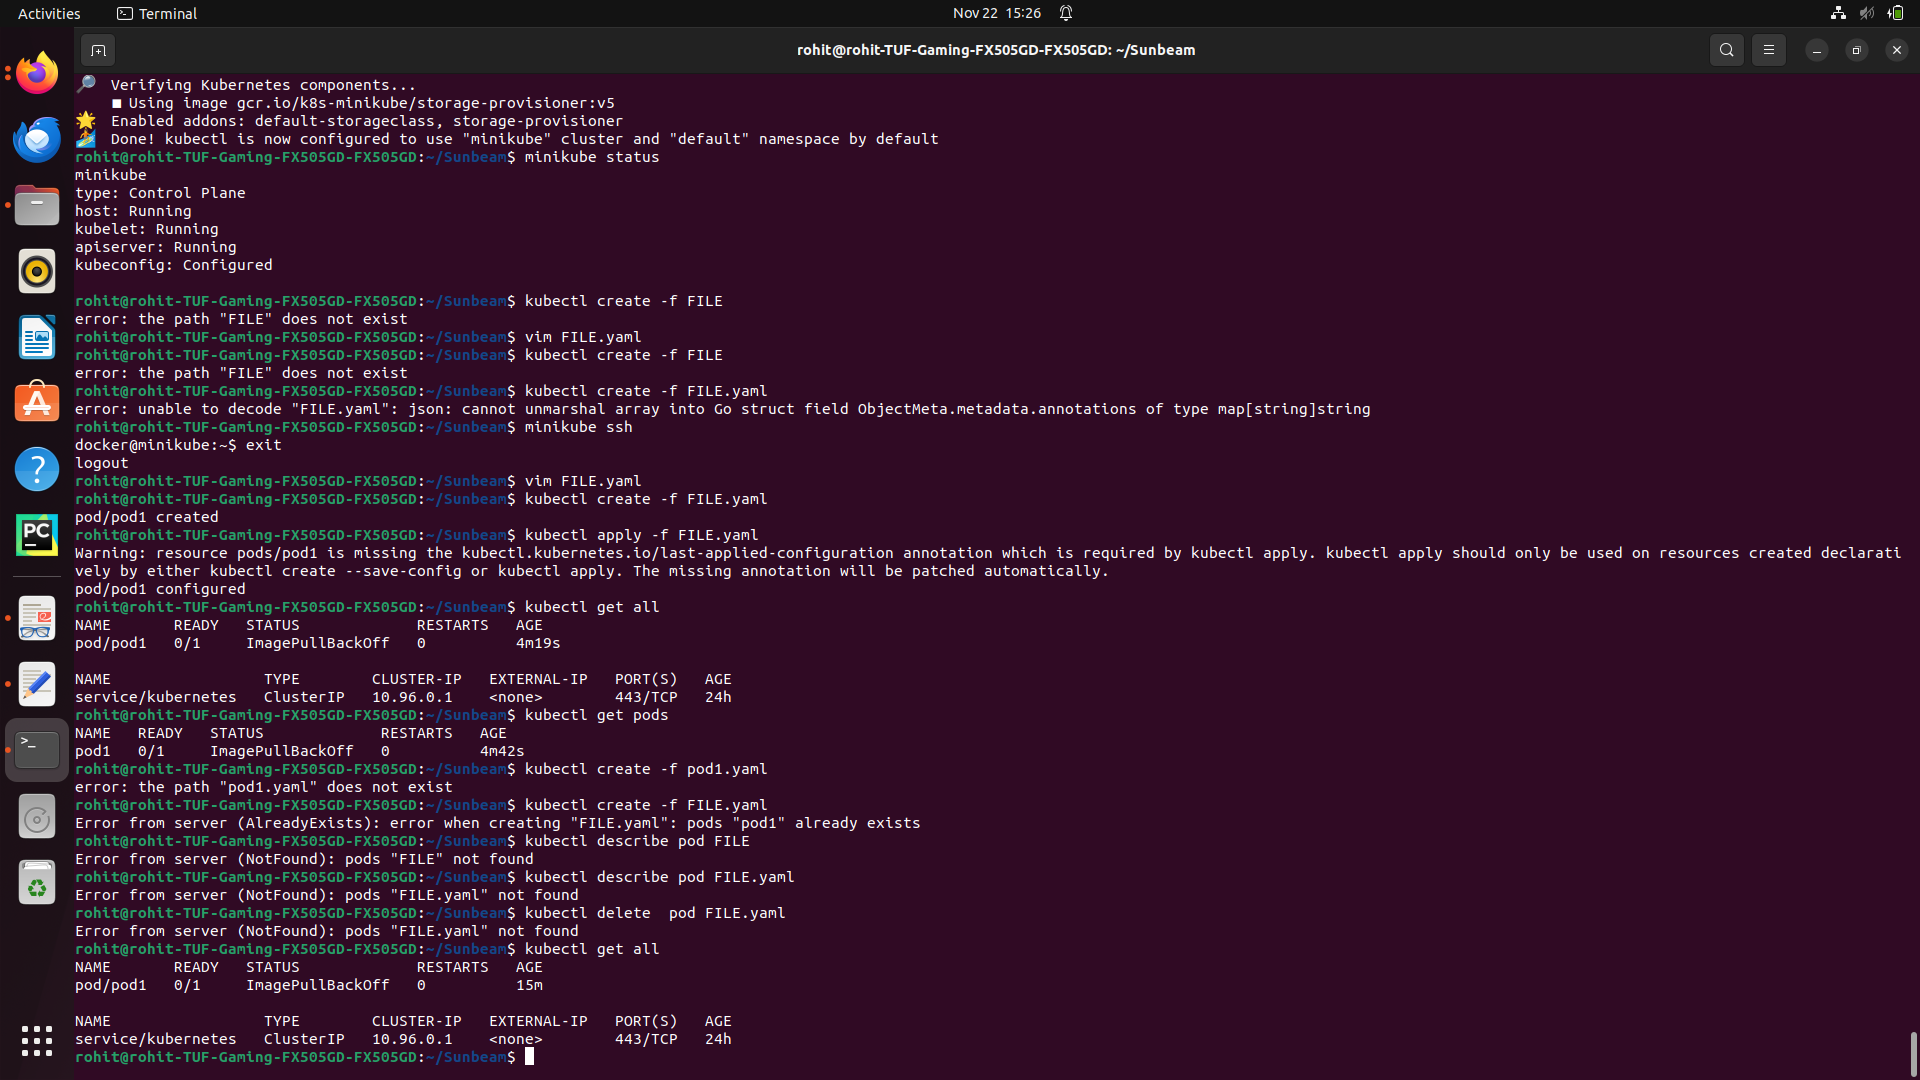 Activities
Terminal
Nov 22 15:26
rohit@rohit-TUF-Gaming-FX505GD-FX505GD: ~/Sunbeam
Verifying Kubernetes components...
■ Using image gcr.io/k8s-minikube/storage-provisioner:v5
Enabled addons: default-storageclass, storage-provisioner
Done! kubectl is now configured to use "minikube" cluster and "default" namespace by default
rohit@rohit-TUF-Gaming-FX505GD-FX505GD:~/Sunbeam$ minikube status
minikube
type: Control Plane
host: Running
kubelet: Running
apiserver: Running
kubeconfig: Configured
rohit@rohit-TUF-Gaming-FX505GD-FX505GD:~/Sunbeam$ kubectl create -f FILE
error: the path "FILE" does not exist
rohit@rohit-TUF-Gaming-FX505GD-FX505GD:~/Sunbeam$ vim FILE.yaml
rohit@rohit-TUF-Gaming-FX505GD-FX505GD:~/Sunbeam$ kubectl create -f FILE
error: the path "FILE" does not exist
rohit@rohit-TUF-Gaming-FX505GD-FX505GD:~/Sunbeam$ kubectl create -f FILE.yaml
error: unable to decode "FILE.yaml": json: cannot unmarshal array into Go struct field ObjectMeta.metadata.annotations of type map[string]string
rohit@rohit-TUF-Gaming-FX505GD-FX505GD:~/Sunbeam$ minikube ssh
docker@minikube:~$ exit
logout
rohit@rohit-TUF-Gaming-FX505GD-FX505GD:~/Sunbeam$ vim FILE.yaml
rohit@rohit-TUF-Gaming-FX505GD-FX505GD:~/Sunbeam$ kubectl create -f FILE.yaml
pod/pod1 created
rohit@rohit-TUF-Gaming-FX505GD-FX505GD:~/Sunbeam$ kubectl apply -f FILE.yaml
Warning: resource pods/pod1 is missing the kubectl.kubernetes.io/last-applied-configuration annotation which is required by kubectl apply. kubectl apply should only be used on resources created declarati
vely by either kubectl create --save-config or kubectl apply. The missing annotation will be patched automatically.
pod/pod1 configured
rohit@rohit-TUF-Gaming-FX505GD-FX505GD:~/Sunbeam$ kubectl get all
NAME READY STATUS RESTARTS AGE
pod/pod1 0/1 ImagePullBackOff 0 4m19s
NAME TYPE CLUSTER-IP EXTERNAL-IP PORT(S) AGE
service/kubernetes ClusterIP 10.96.0.1 <none> 443/TCP 24h
rohit@rohit-TUF-Gaming-FX505GD-FX505GD:~/Sunbeam$ kubectl get pods
NAME READY STATUS RESTARTS AGE
pod1 0/1 ImagePullBackOff 0 4m42s
rohit@rohit-TUF-Gaming-FX505GD-FX505GD:~/Sunbeam$ kubectl create -f pod1.yaml
error: the path "pod1.yaml" does not exist
rohit@rohit-TUF-Gaming-FX505GD-FX505GD:~/Sunbeam$ kubectl create -f FILE.yaml
Error from server (AlreadyExists): error when creating "FILE.yaml": pods "pod1" already exists
rohit@rohit-TUF-Gaming-FX505GD-FX505GD:~/Sunbeam$ kubectl describe pod FILE
Error from server (NotFound): pods "FILE" not found
rohit@rohit-TUF-Gaming-FX505GD-FX505GD:~/Sunbeam$ kubectl describe pod FILE.yaml
Error from server (NotFound): pods "FILE.yaml" not found
rohit@rohit-TUF-Gaming-FX505GD-FX505GD:~/Sunbeam$ kubectl delete  pod FILE.yaml
Error from server (NotFound): pods "FILE.yaml" not found
rohit@rohit-TUF-Gaming-FX505GD-FX505GD:~/Sunbeam$ kubectl get all
NAME READY STATUS RESTARTS AGE
pod/pod1 0/1 ImagePullBackOff 0 15m
NAME TYPE CLUSTER-IP EXTERNAL-IP PORT(S) AGE
service/kubernetes ClusterIP 10.96.0.1 <none> 443/TCP 24h
rohit@rohit-TUF-Gaming-FX505GD-FX505GD:~/Sunbeam$
PC